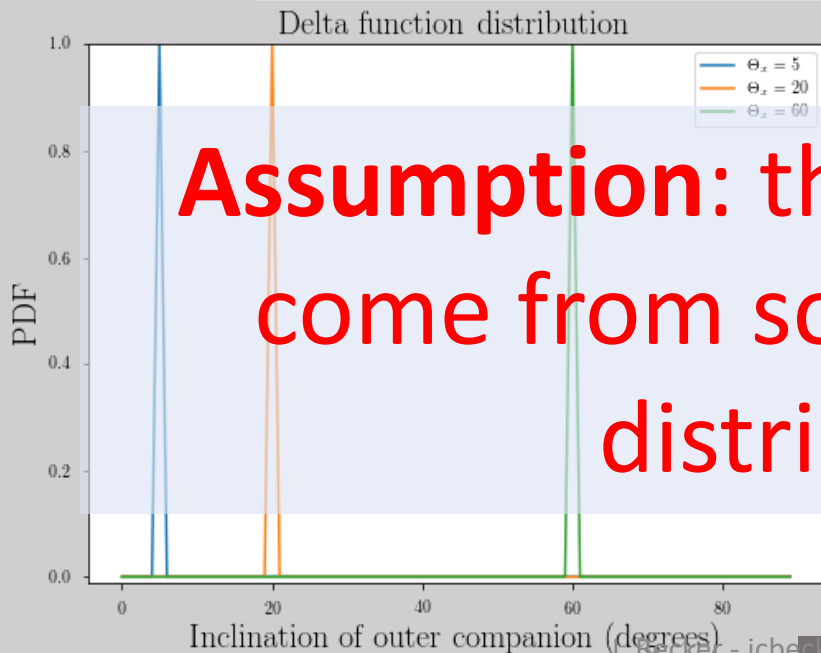 Delta function distribution
1.0
Θx = 5
Θx = 20
Θx = 60
0.8
Assumption: th
0.6
PDF
come from so
0.4
distri
0.2
0.0
0 20 40 60 80
Inclination of outer companion (degrees)
Becker - jcbeck